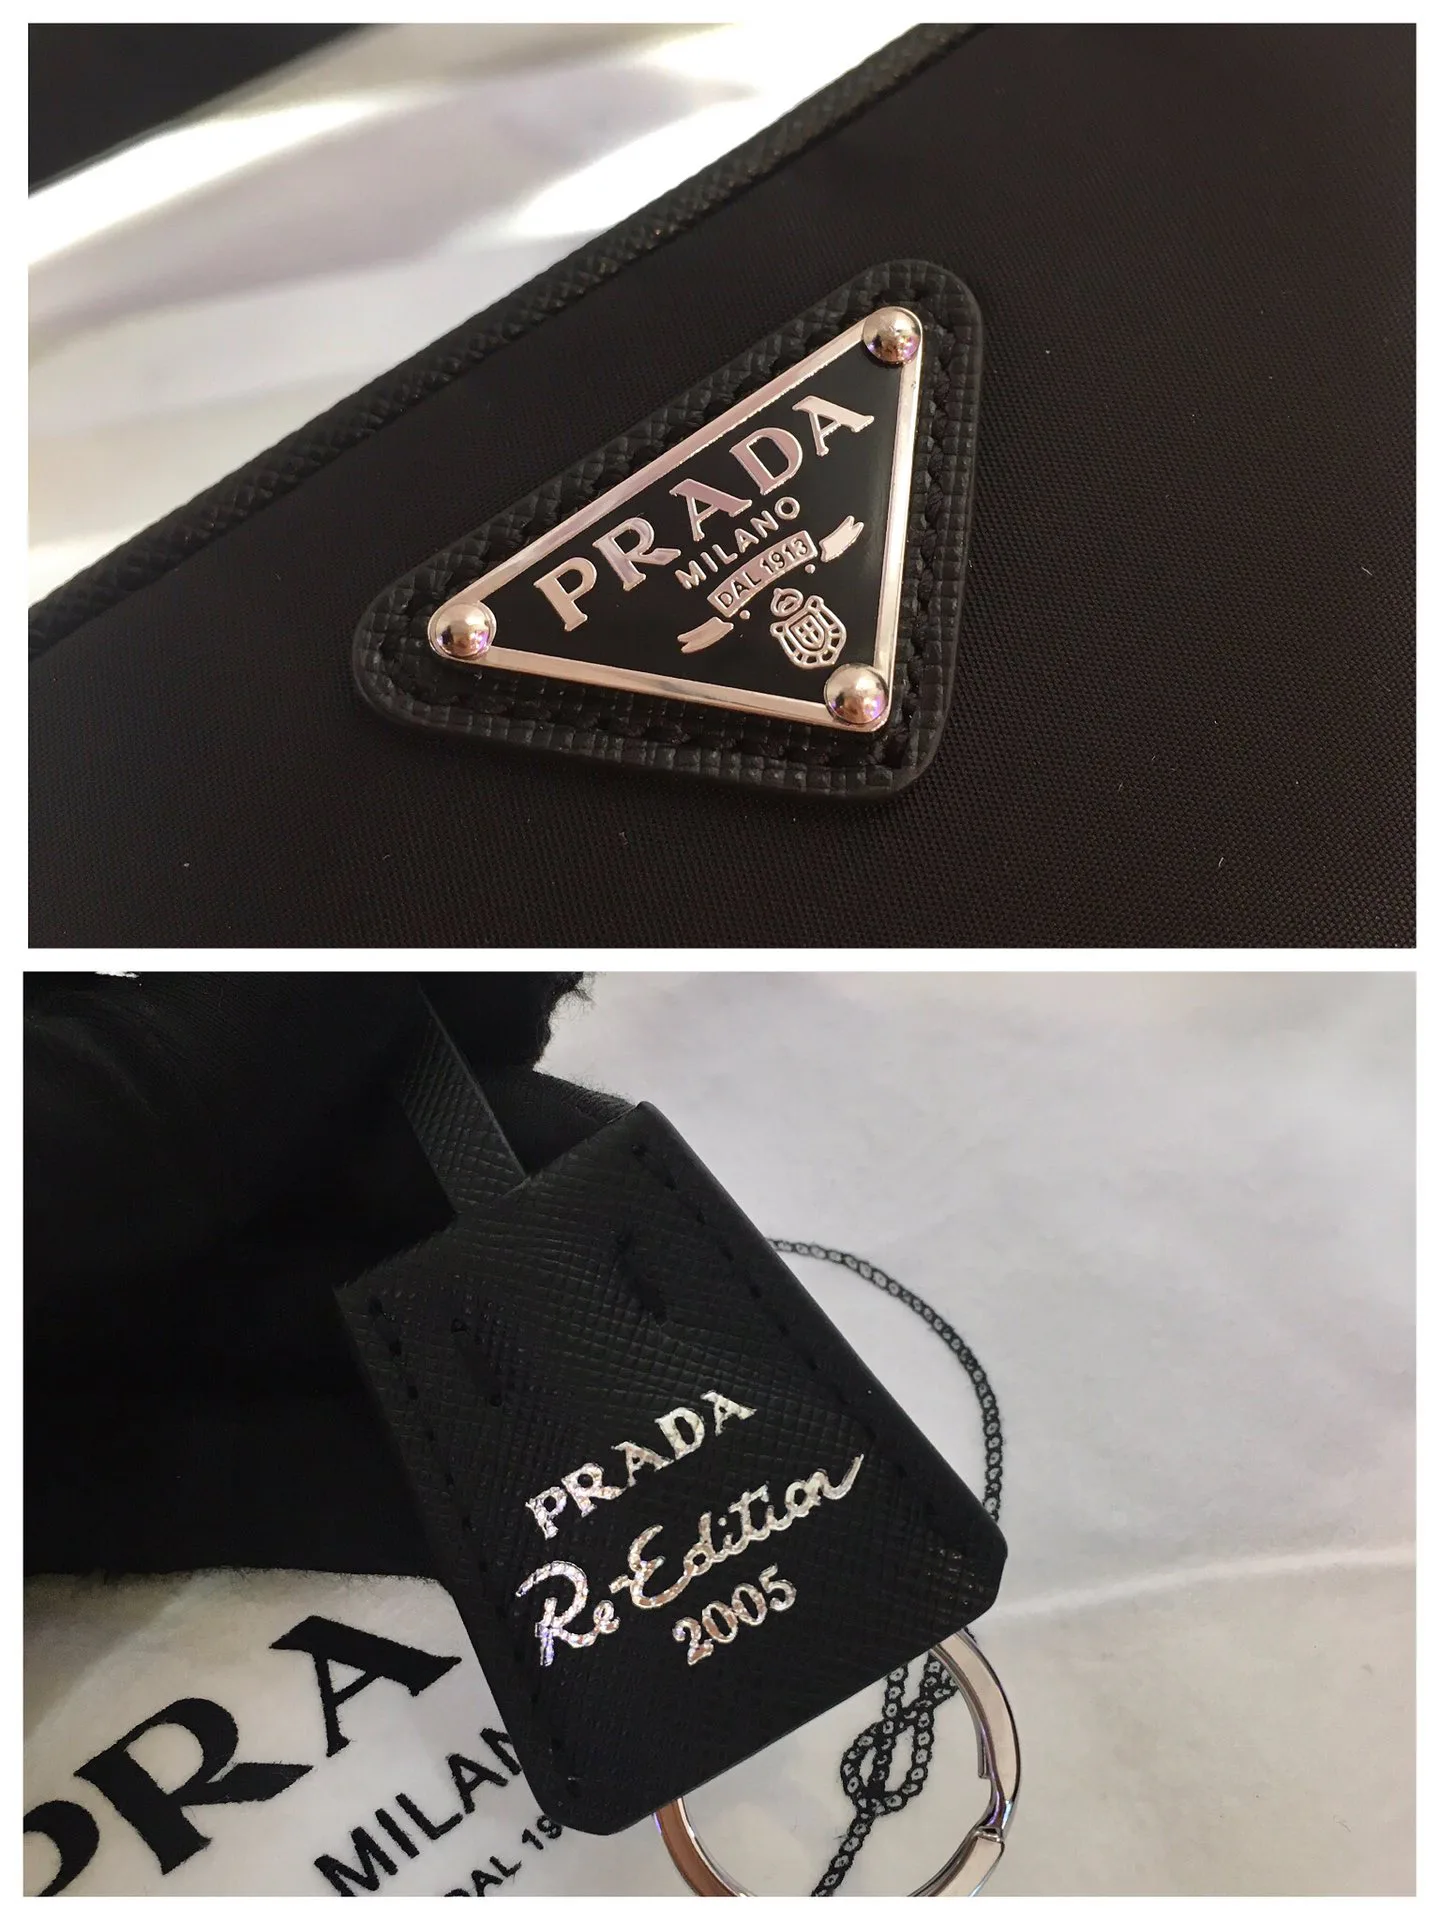 PRADA
MILANO
DAL 1913
PRADA
Re-Edition
2005
PRA
MILAN
DAL 19